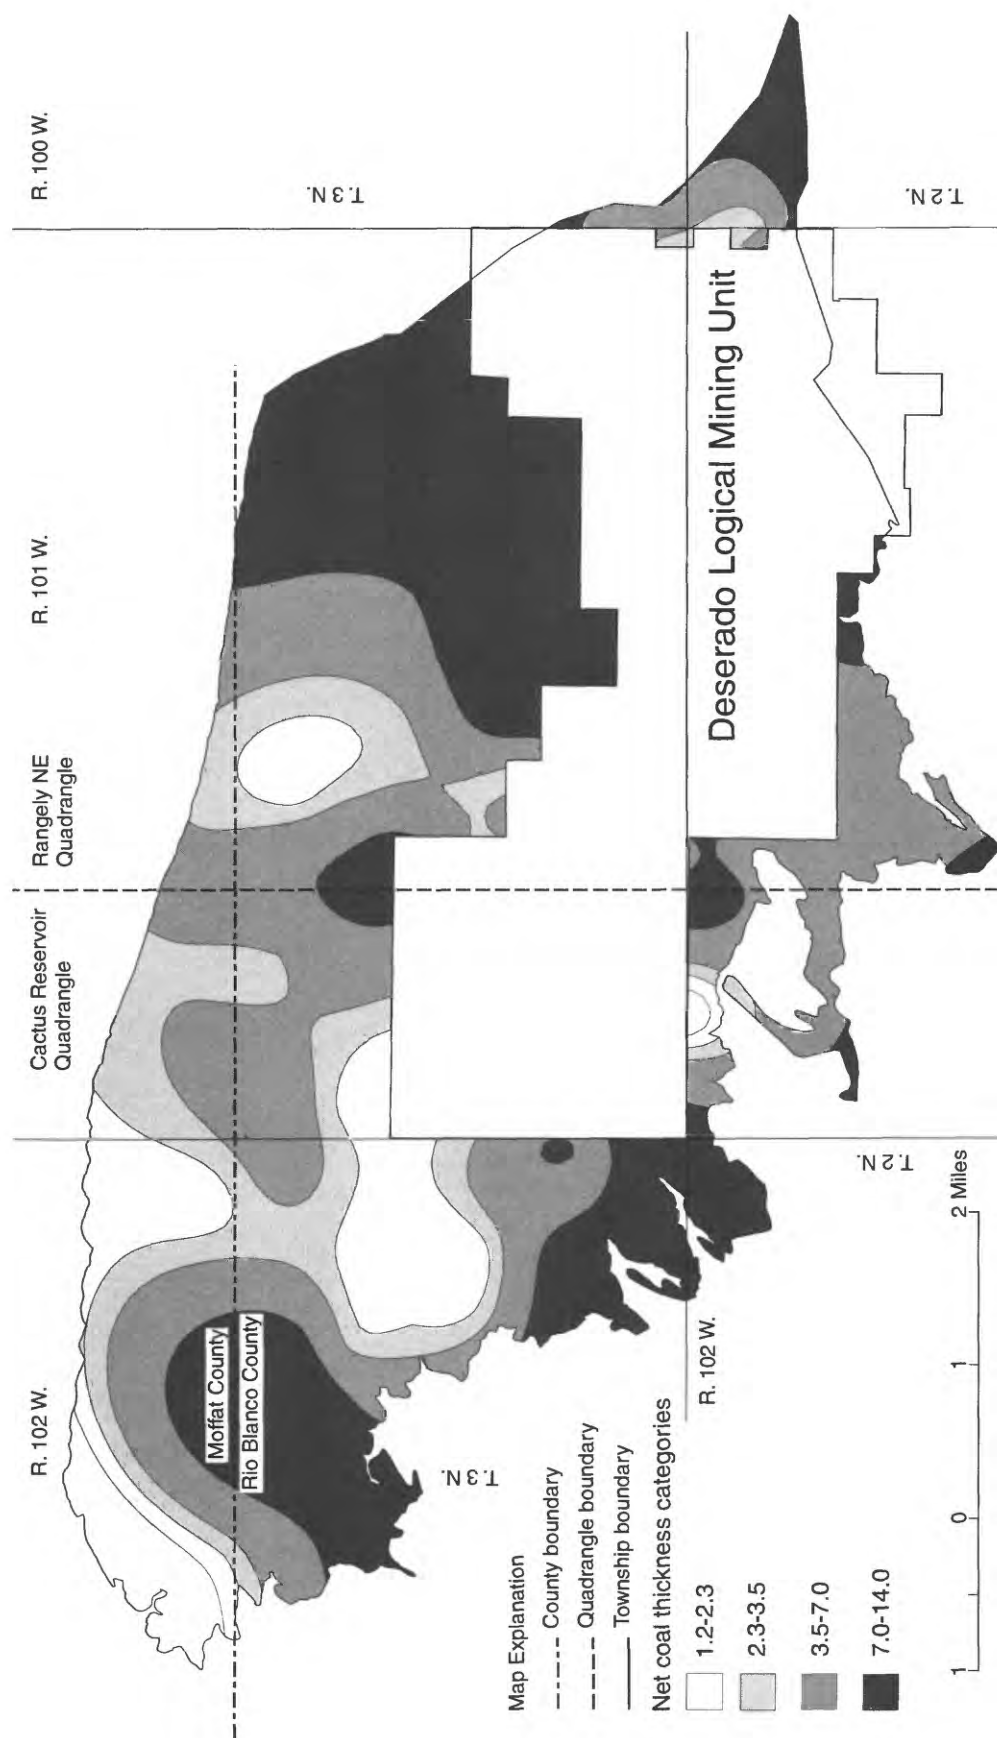 R. 102 W.
Cactus Reservoir
Quadrangle
Rangely NE
Quadrangle
R. 101 W.
R. 100 W.
T.3 N.
Moffat County
Rio Blanco County
T.3 N.
Deserado Logical Mining Unit
R. 102 W.
T.2 N.
T.2 N.
Map Explanation
County boundary
Quadrangle boundary
Township boundary
Net coal thickness categories
1.2-2.3
2.3-3.5
3.5-7.0
7.0-14.0
1 0 1 2 Miles